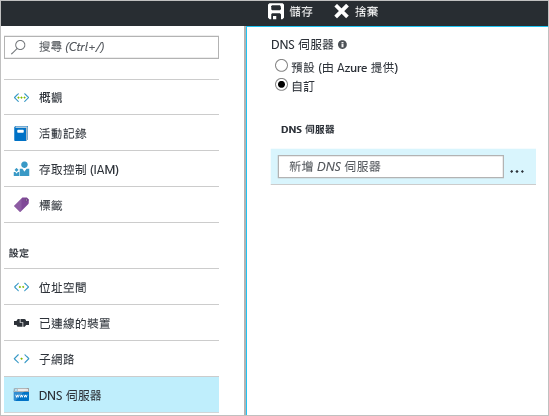 儲存 捨棄
搜尋 (Ctrl+/)
概觀
活動記錄
存取控制 (IAM)
標籤
設定
位址空間
已連線的裝置
子網路
DNS 伺服器
DNS 伺服器
預設 (由 Azure 提供)
自訂
DNS 伺服器
新增 DNS 伺服器
...